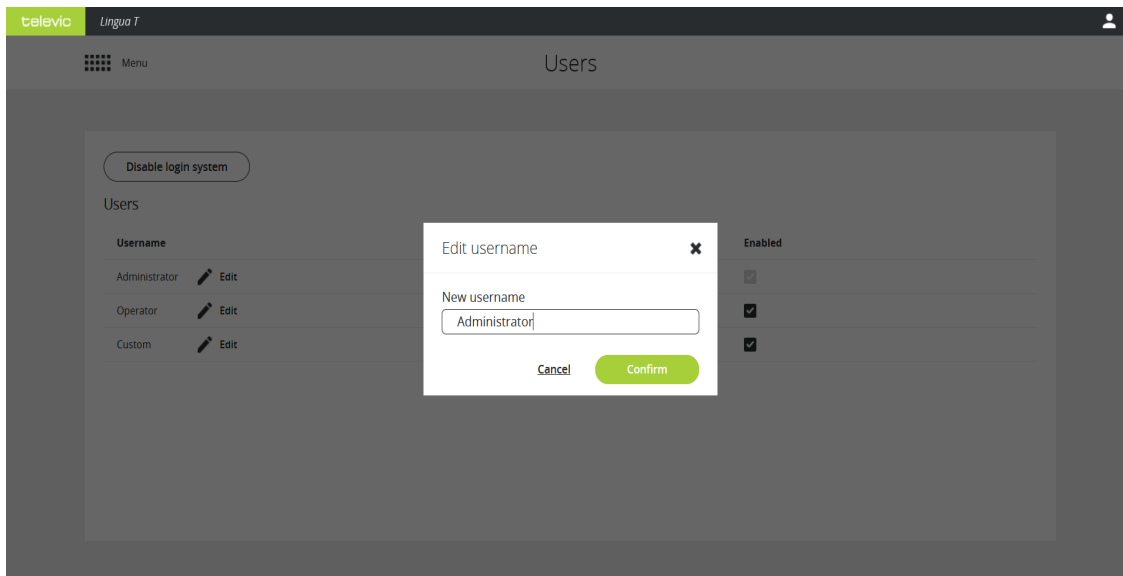 televic Lingua T
Menu Users
Disable login system
Users
Username Enabled
Administrator Edit
Operator Edit
Custom Edit
Edit username
New username
Administrator
Cancel Confirm